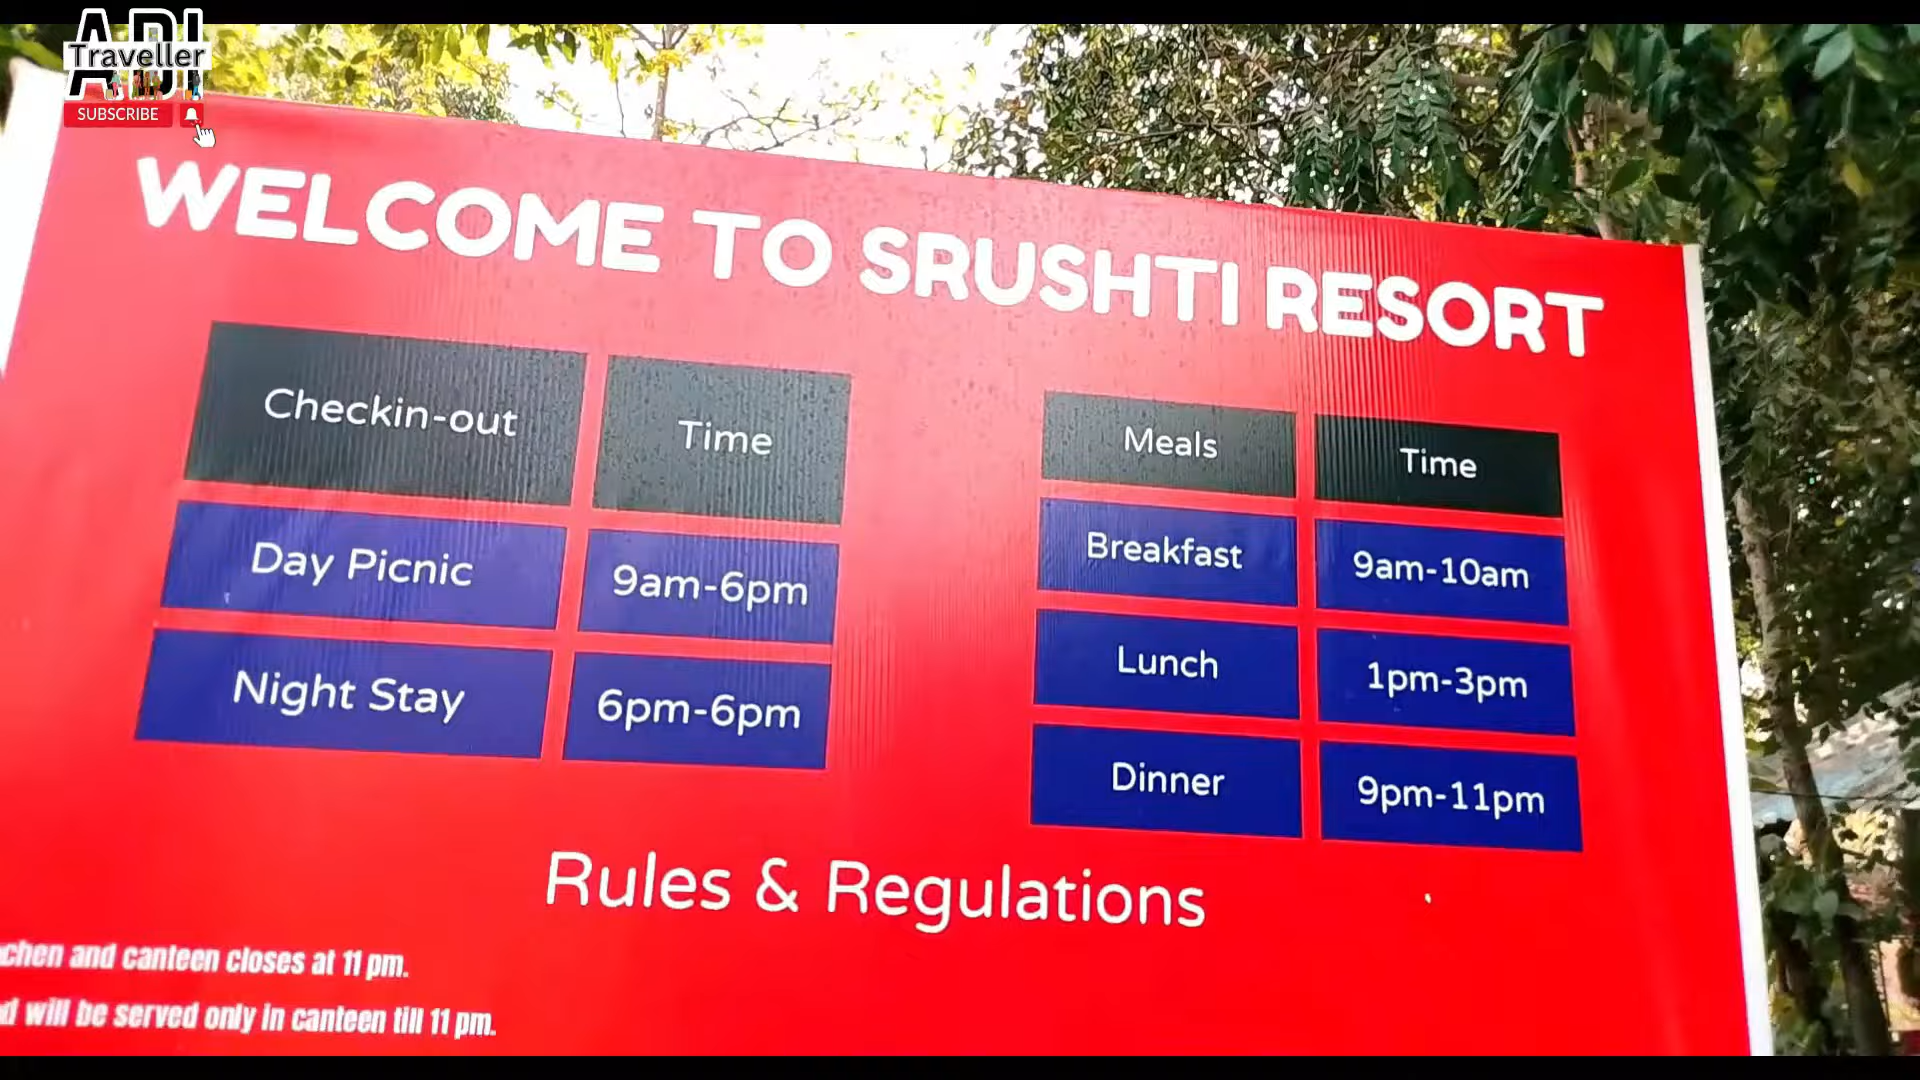 ADI
Traveller
SUBSCRIBE
WELCOME TO SRUSHTI RESORT
Checkin-out Time
Day Picnic 9am-6pm
Night Stay 6pm-6pm
Meals Time
Breakfast 9am-10am
Lunch 1pm-3pm
Dinner 9pm-11pm
Rules & Regulations
and canteen closes at 11 pm.
will be served only in canteen till 11 pm.